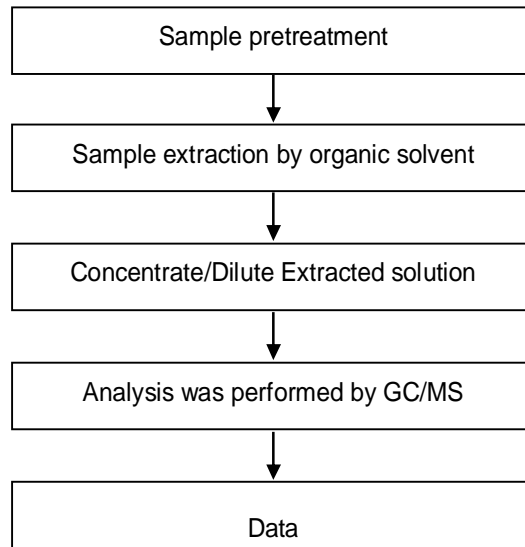 Sample pretreatment
Sample extraction by organic solvent
Concentrate/Dilute Extracted solution
Analysis was performed by GC/MS
Data